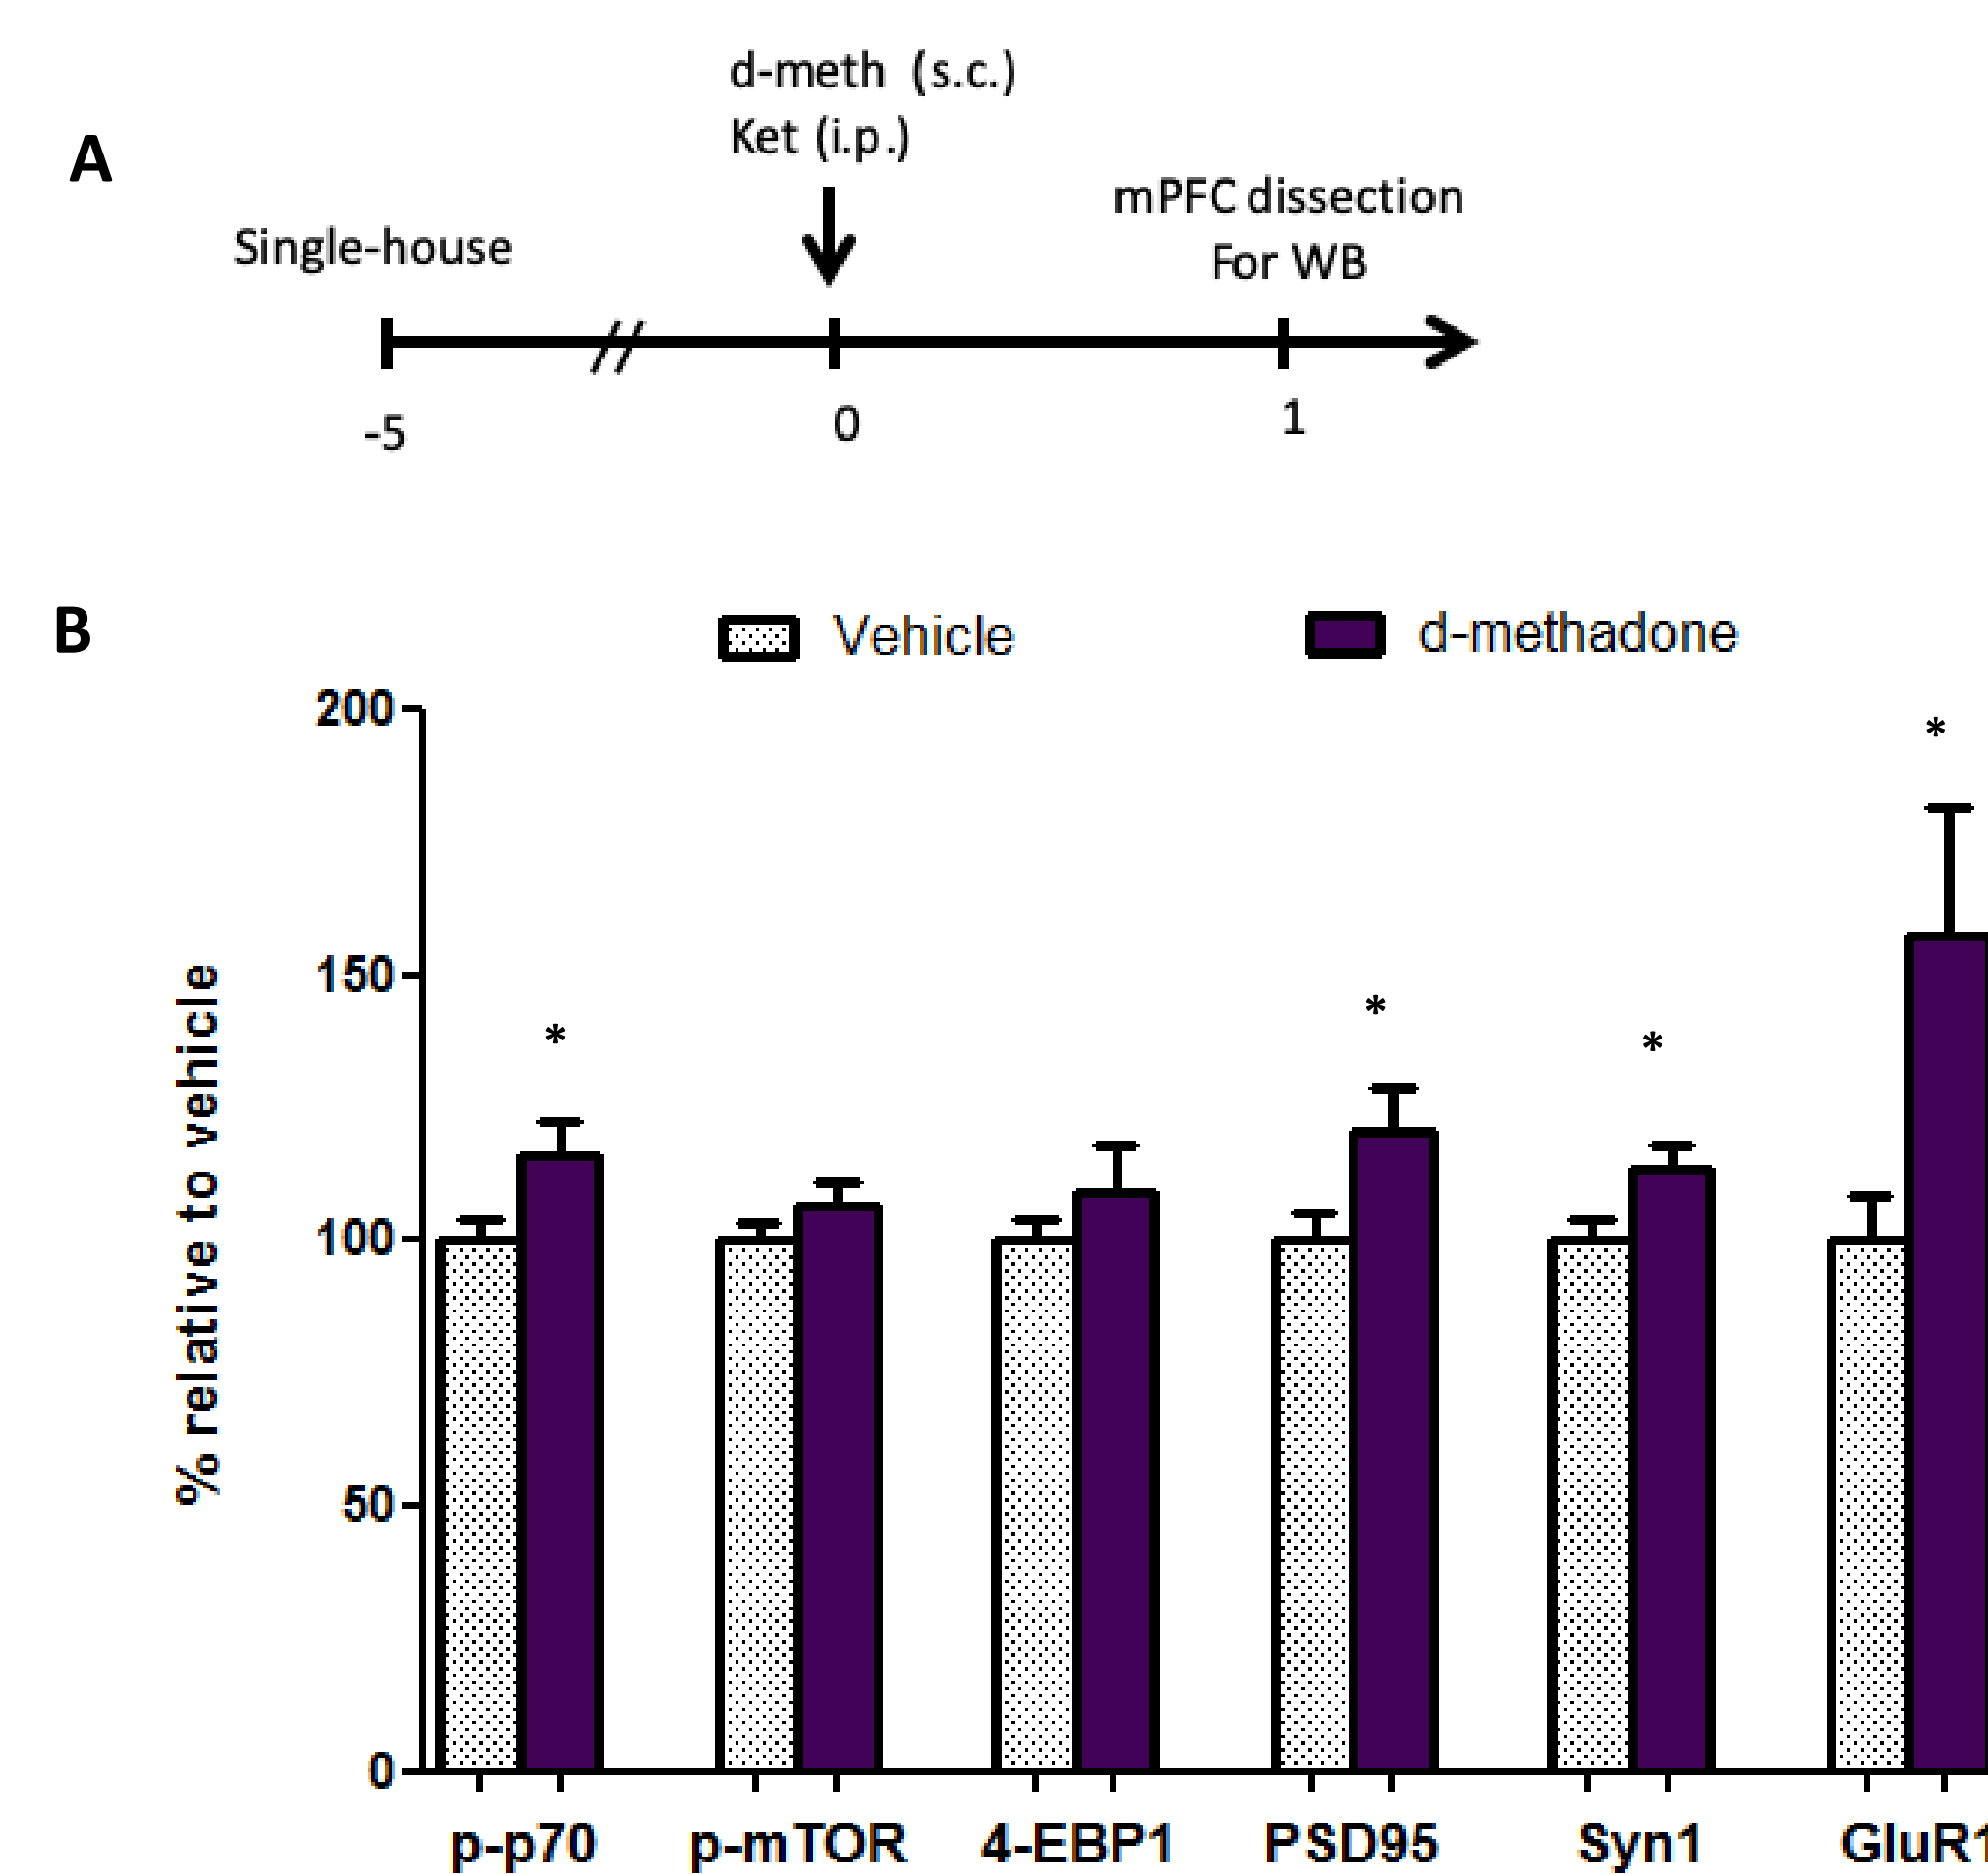 A
d-meth (s.c.)
Ket (i.p.)
Single-house
mPFC dissection
For WB
-5
0
1
B
Vehicle
d-methadone
% relative to vehicle
200
150
100
50
0
*
*
*
*
p-p70
p-mTOR
4-EBP1
PSD95
Syn1
GluR1